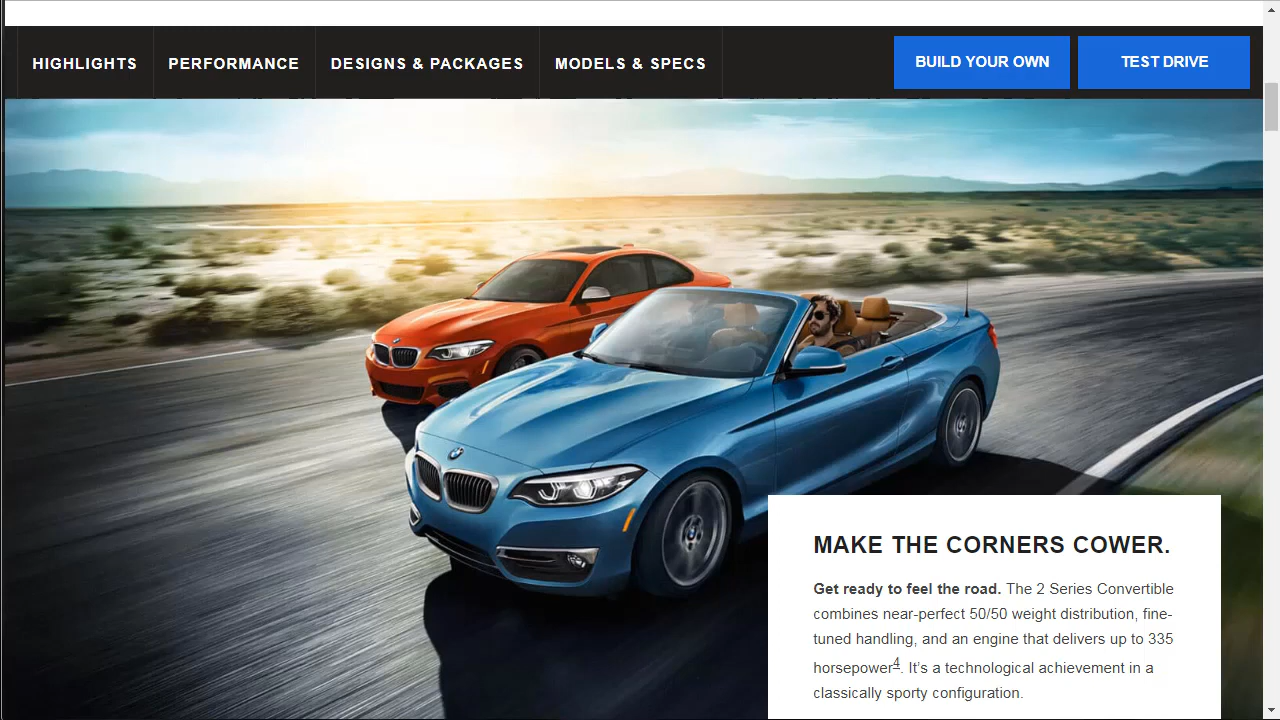 HIGHLIGHTS
PERFORMANCE
DESIGNS & PACKAGES
MODELS & SPECS
BUILD YOUR OWN
TEST DRIVE
MAKE THE CORNERS COWER.
Get ready to feel the road. The 2 Series Convertible
combines near-perfect 50/50 weight distribution, fine-
tuned handling, and an engine that delivers up to 335
horsepower4. It’s a technological achievement in a
classically sporty configuration.